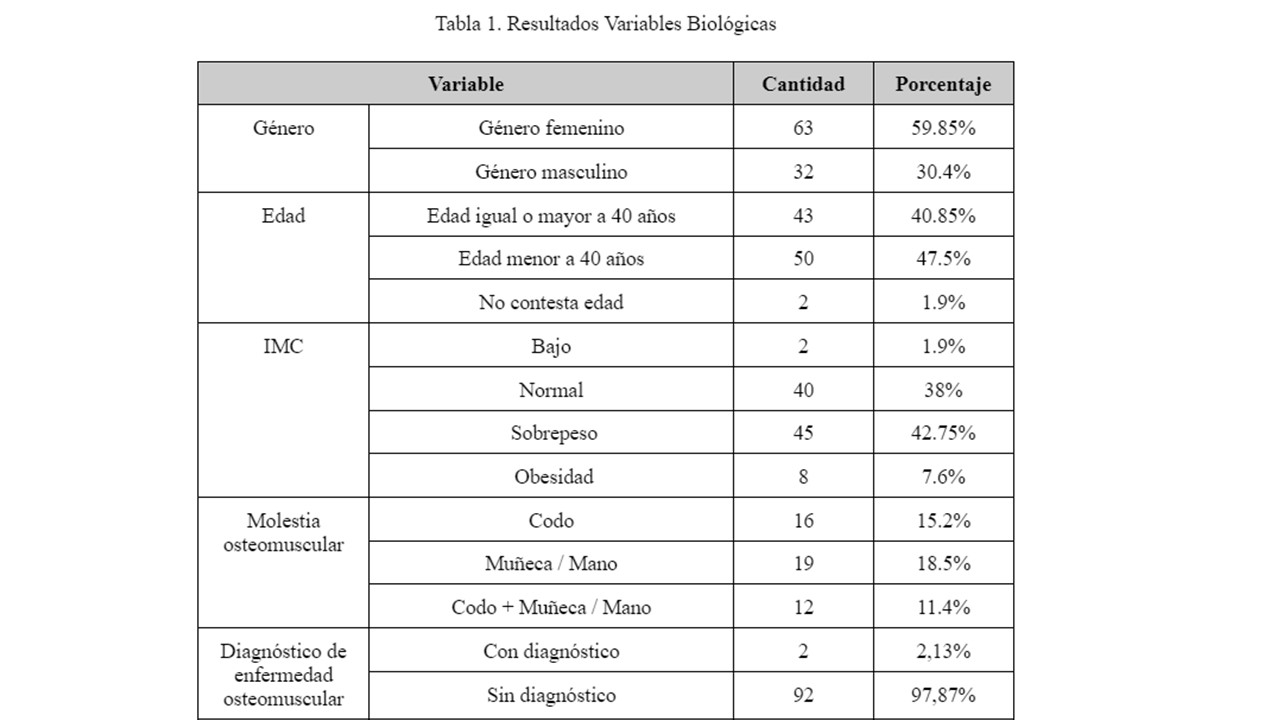 Tabla 1. Resultados Variables Biológicas
Variable Cantidad Porcentaje
Género Género femenino 63 59.85%
Género masculino 32 30.4%
Edad Edad igual o mayor a 40 años 43 40.85%
Edad menor a 40 años 50 47.5%
No contesta edad 2 1.9%
IMC Bajo 2 1.9%
Normal 40 38%
Sobrepeso 45 42.75%
Obesidad 8 7.6%
Molestia
osteomuscular
Codo 16 15.2%
Muñeca / Mano 19 18.5%
Codo + Muñeca / Mano 12 11.4%
Diagnóstico de
enfermedad
osteomuscular
Con diagnóstico 2 2,13%
Sin diagnóstico 92 97,87%